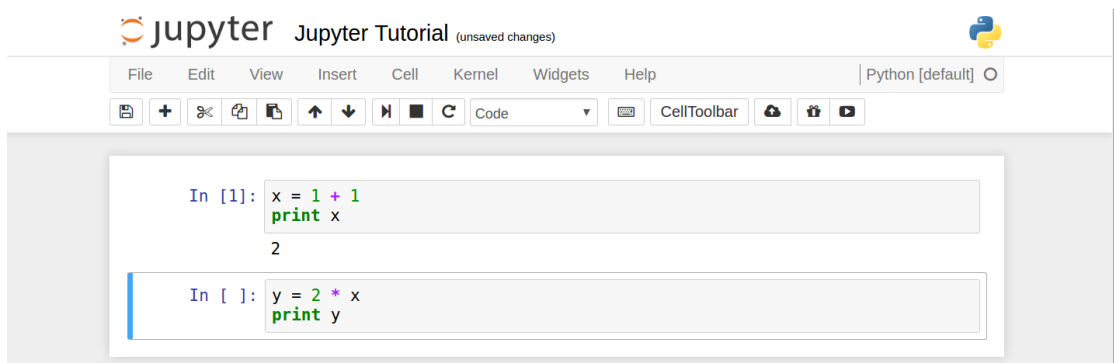 jupyter Jupyter Tutorial (unsaved changes)
File Edit View Insert Cell Kernel Widgets Help Python [default]
Code CellToolbar
In [1]: x = 1 + 1
print x
2
In [ ]: y = 2 * x
print y